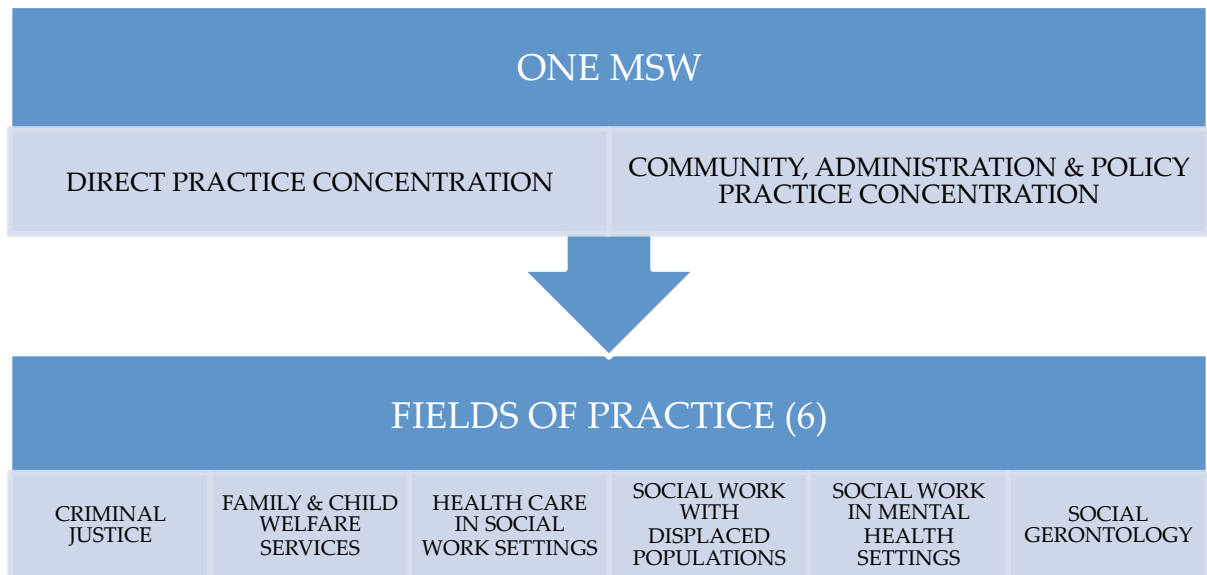 ONE MSW
DIRECT PRACTICE CONCENTRATION
COMMUNITY, ADMINISTRATION & POLICY
PRACTICE CONCENTRATION
FIELDS OF PRACTICE (6)
CRIMINAL
JUSTICE
FAMILY & CHILD
WELFARE
SERVICES
HEALTH CARE
IN SOCIAL
WORK SETTINGS
SOCIAL WORK
WITH
DISPLACED
POPULATIONS
SOCIAL WORK
IN MENTAL
HEALTH
SETTINGS
SOCIAL
GERONTOLOGY